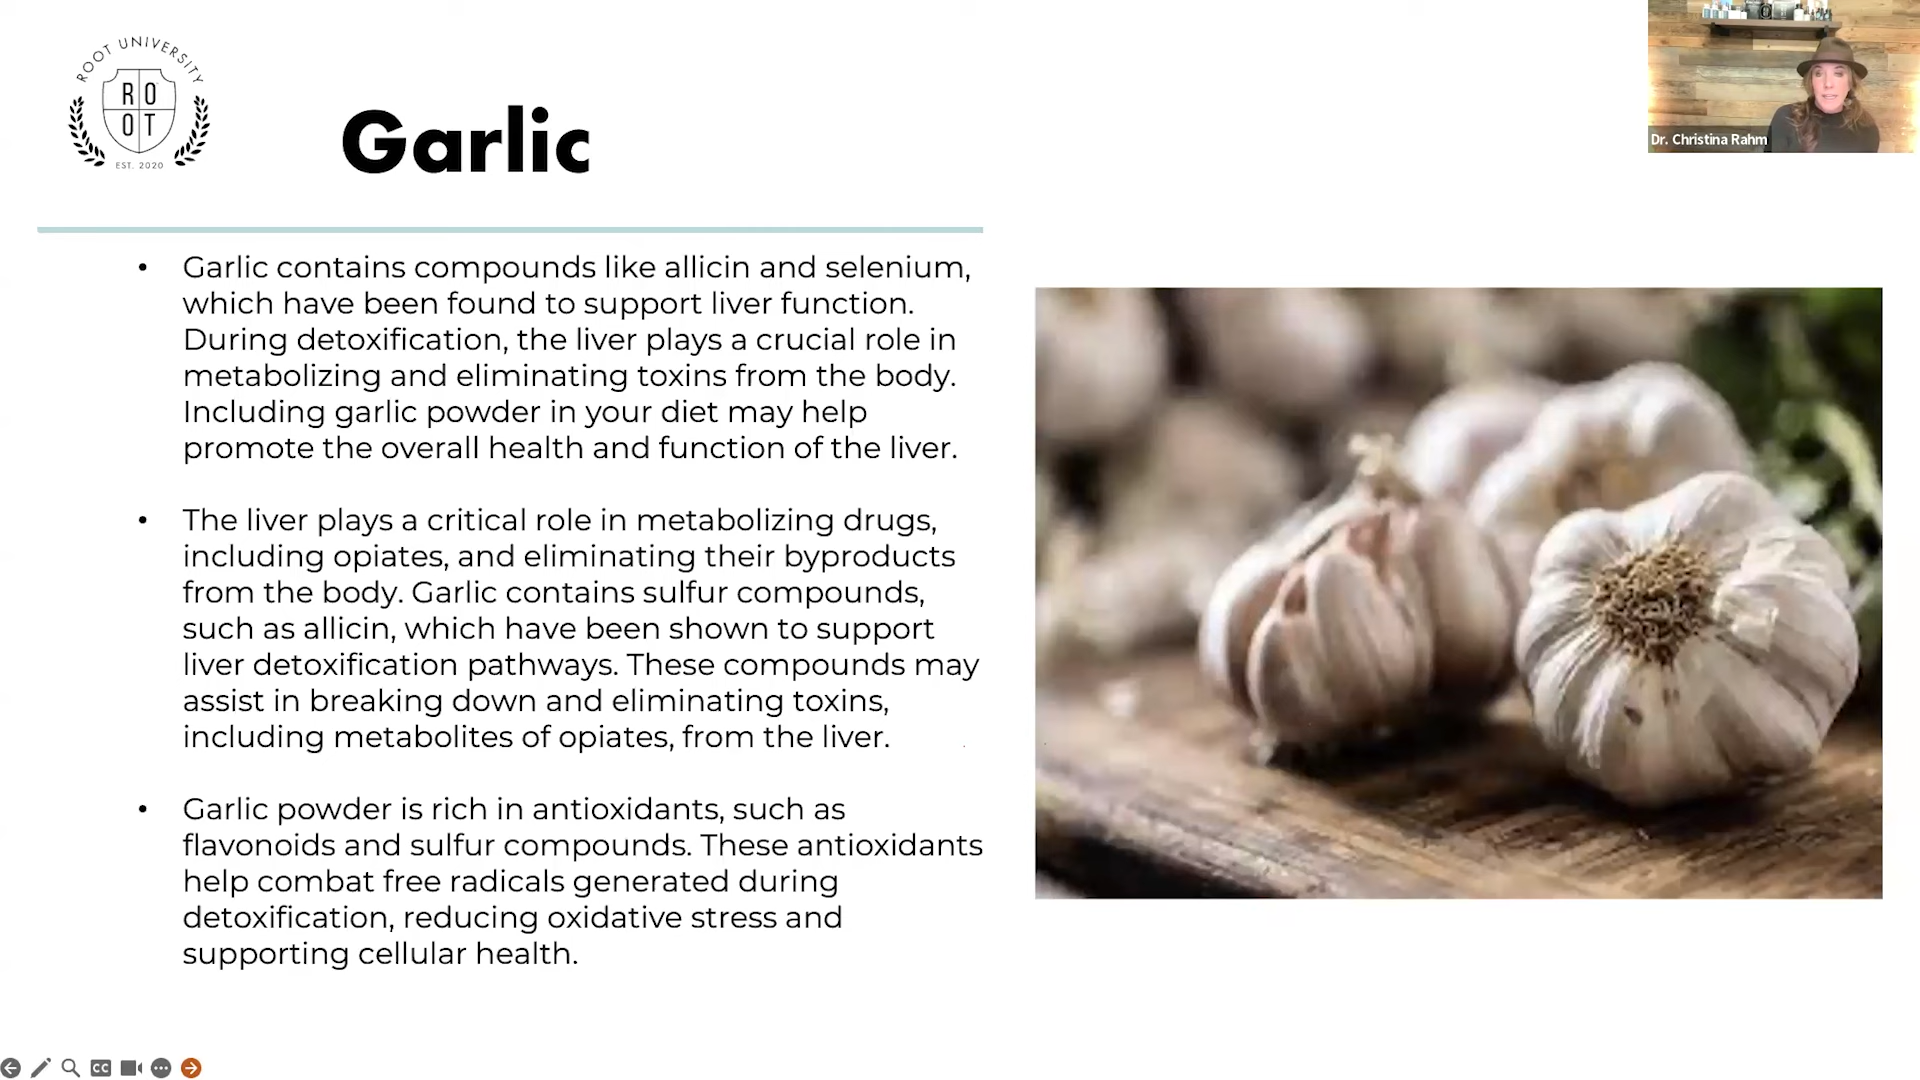 ROOT UNIVERSITY
RO
OT
EST. 2020
Garlic
Dr. Christina Rahm
• Garlic contains compounds like allicin and selenium,
which have been found to support liver function.
During detoxification, the liver plays a crucial role in
metabolizing and eliminating toxins from the body.
Including garlic powder in your diet may help
promote the overall health and function of the liver.
• The liver plays a critical role in metabolizing drugs,
including opiates, and eliminating their byproducts
from the body. Garlic contains sulfur compounds,
such as allicin, which have been shown to support
liver detoxification pathways. These compounds may
assist in breaking down and eliminating toxins,
including metabolites of opiates, from the liver.
• Garlic powder is rich in antioxidants, such as
flavonoids and sulfur compounds. These antioxidants
help combat free radicals generated during
detoxification, reducing oxidative stress and
supporting cellular health.
CC